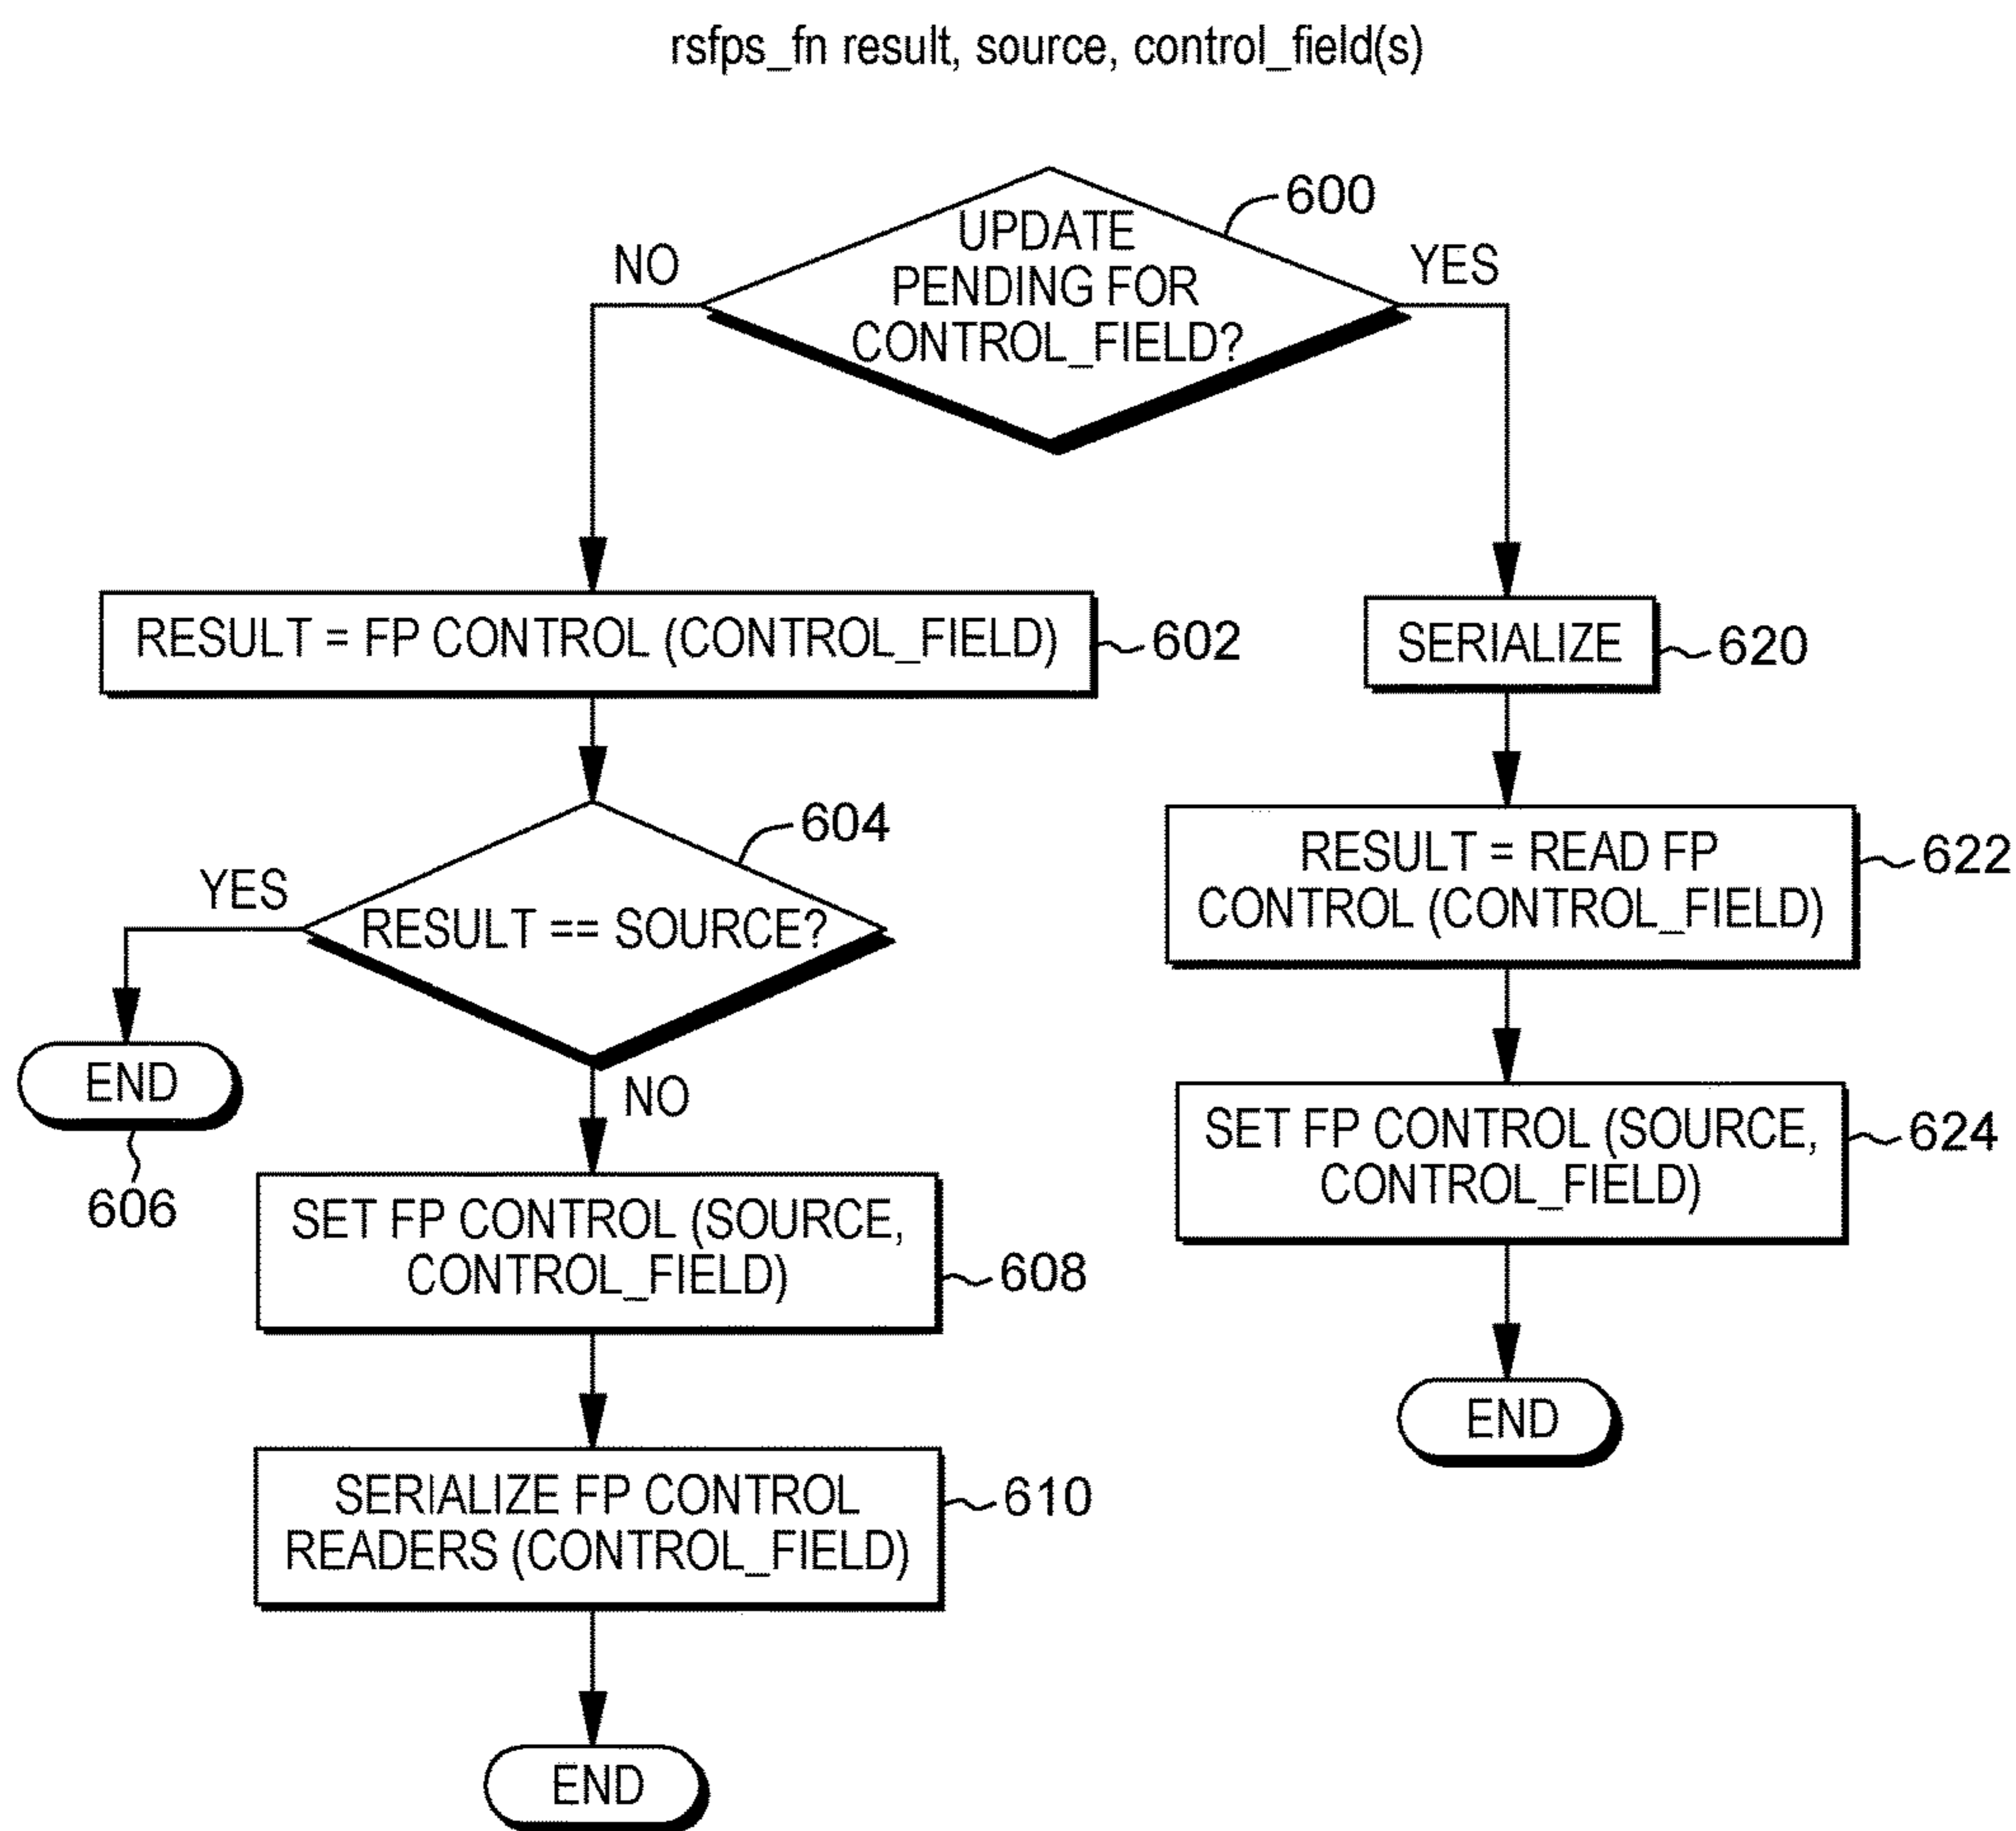 rsfps_fn result, source, control_field(s)
600
UPDATE
PENDING FOR
CONTROL_FIELD?
NO
YES
RESULT = FP CONTROL (CONTROL_FIELD)
602
SERIALIZE
620
604
RESULT == SOURCE?
YES
RESULT = READ FP
CONTROL (CONTROL_FIELD)
622
END
606
NO
SET FP CONTROL (SOURCE,
CONTROL_FIELD)
624
SET FP CONTROL (SOURCE,
CONTROL_FIELD)
608
END
SERIALIZE FP CONTROL
READERS (CONTROL_FIELD)
610
END